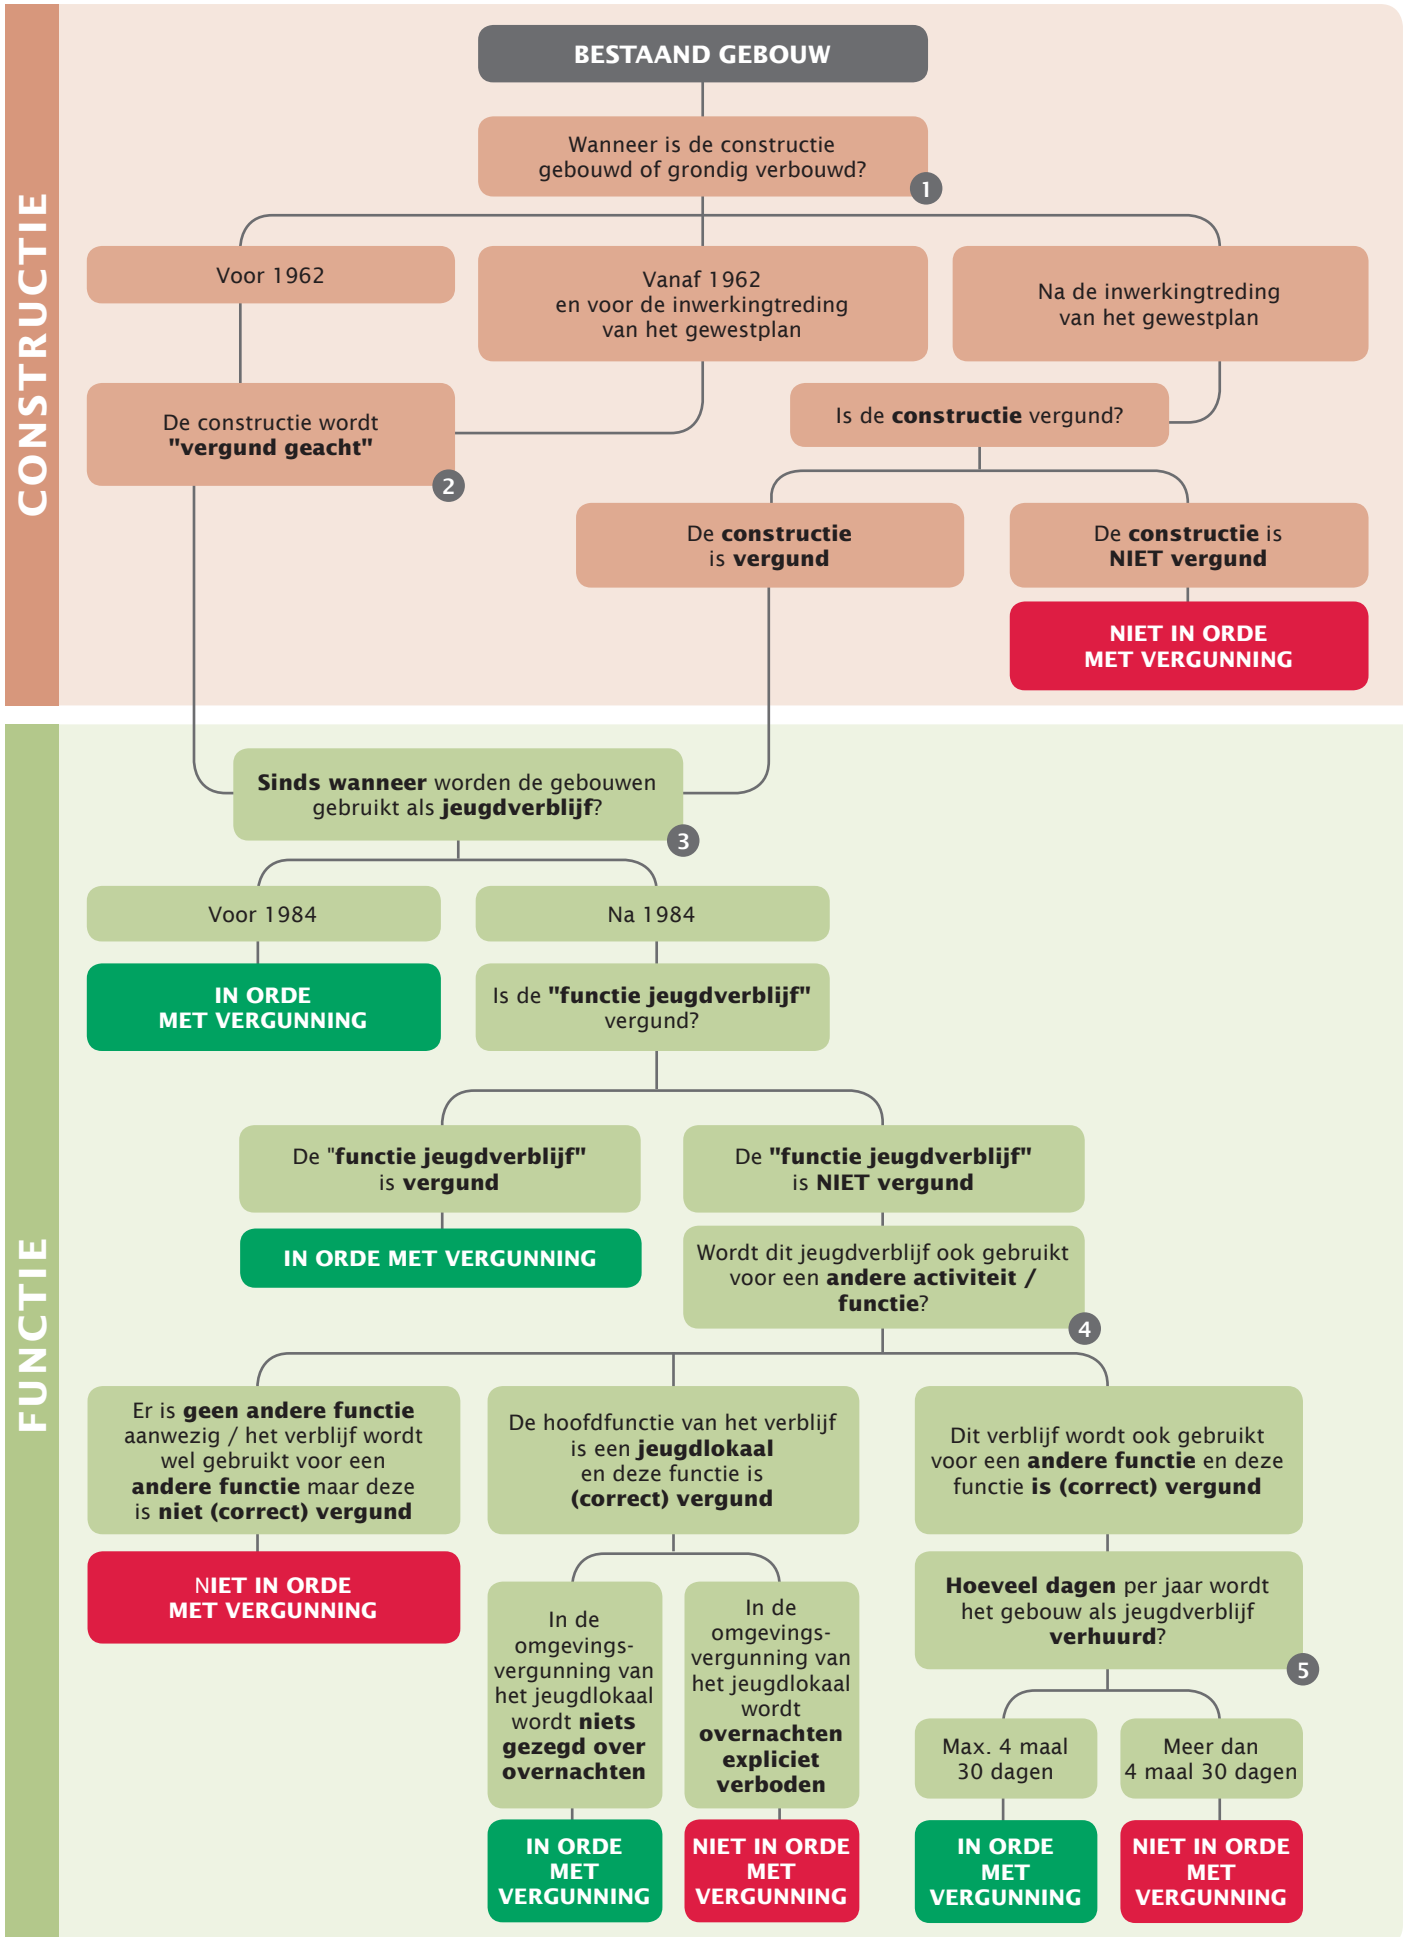 CONSTRUCTIE
BESTAAND GEBOUW
Wanneer is de constructie
gebouwd of grondig verbouwd?
1
Voor 1962
Vanaf 1962
en voor de inwerkingtreding
van het gewestplan
Na de inwerkingtreding
van het gewestplan
De constructie wordt
"vergund geacht"
2
Is de constructie vergund?
De constructie
is vergund
De constructie is
NIET vergund
NIET IN ORDE
MET VERGUNNING
FUNCTIE
Sinds wanneer worden de gebouwen
gebruikt als jeugdverblijf?
3
Voor 1984
Na 1984
IN ORDE
MET VERGUNNING
Is de "functie jeugdverblijf"
vergund?
De "functie jeugdverblijf"
is vergund
De "functie jeugdverblijf"
is NIET vergund
IN ORDE MET VERGUNNING
Wordt dit jeugdverblijf ook gebruikt
voor een andere activiteit /
functie?
4
Er is geen andere functie
aanwezig / het verblijf wordt
wel gebruikt voor een
andere functie maar deze
is niet (correct) vergund
NIET IN ORDE
MET VERGUNNING
De hoofdfunctie van het verblijf
is een jeugdlokaal
en deze functie is
(correct) vergund
Dit verblijf wordt ook gebruikt
voor een andere functie en deze
functie is (correct) vergund
In de
omgevings-
vergunning van
het jeugdlokaal
wordt niets
gezegd over
overnachten
In de
omgevings-
vergunning van
het jeugdlokaal
wordt
overnachten
expliciet
verboden
Hoeveel dagen per jaar wordt
het gebouw als jeugdverblijf
verhuurd?
5
Max. 4 maal
30 dagen
Meer dan
4 maal 30 dagen
IN ORDE
MET
VERGUNNING
NIET IN ORDE
MET
VERGUNNING
IN ORDE
MET
VERGUNNING
NIET IN ORDE
MET
VERGUNNING